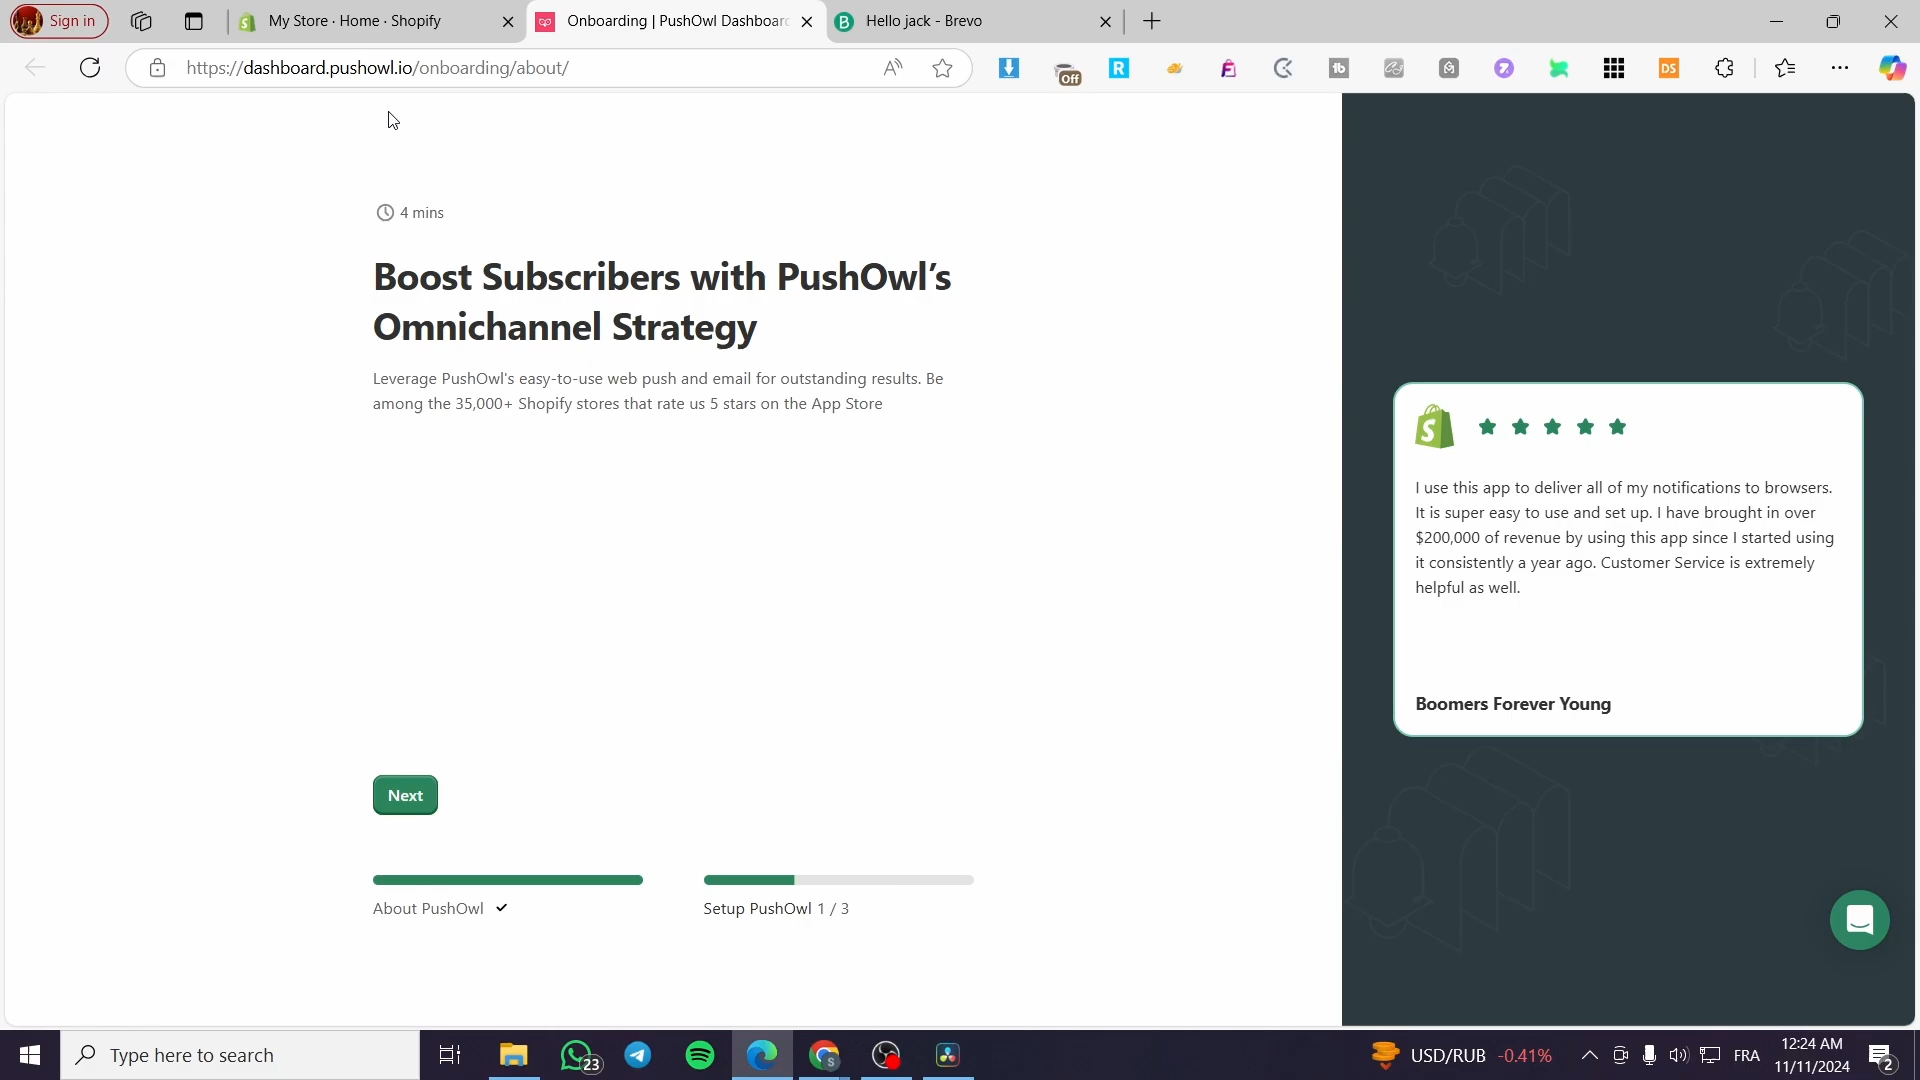 Sign in
My Store · Home · Shopify
Onboarding | PushOwl Dashboard
Hello jack - Brevo
https://dashboard.pushowl.io/onboarding/about/
Off
DS
4 mins
Boost Subscribers with PushOwl’s
Omnichannel Strategy
Leverage PushOwl's easy-to-use web push and email for outstanding results. Be
among the 35,000+ Shopify stores that rate us 5 stars on the App Store
Next
About PushOwl
Setup PushOwl 1 / 3
I use this app to deliver all of my notifications to browsers.
It is super easy to use and set up. I have brought in over
$200,000 of revenue by using this app since I started using
it consistently a year ago. Customer Service is extremely
helpful as well.
Boomers Forever Young
Type here to search
23
USD/RUB -0.41%
FRA
12:24 AM
11/11/2024
2